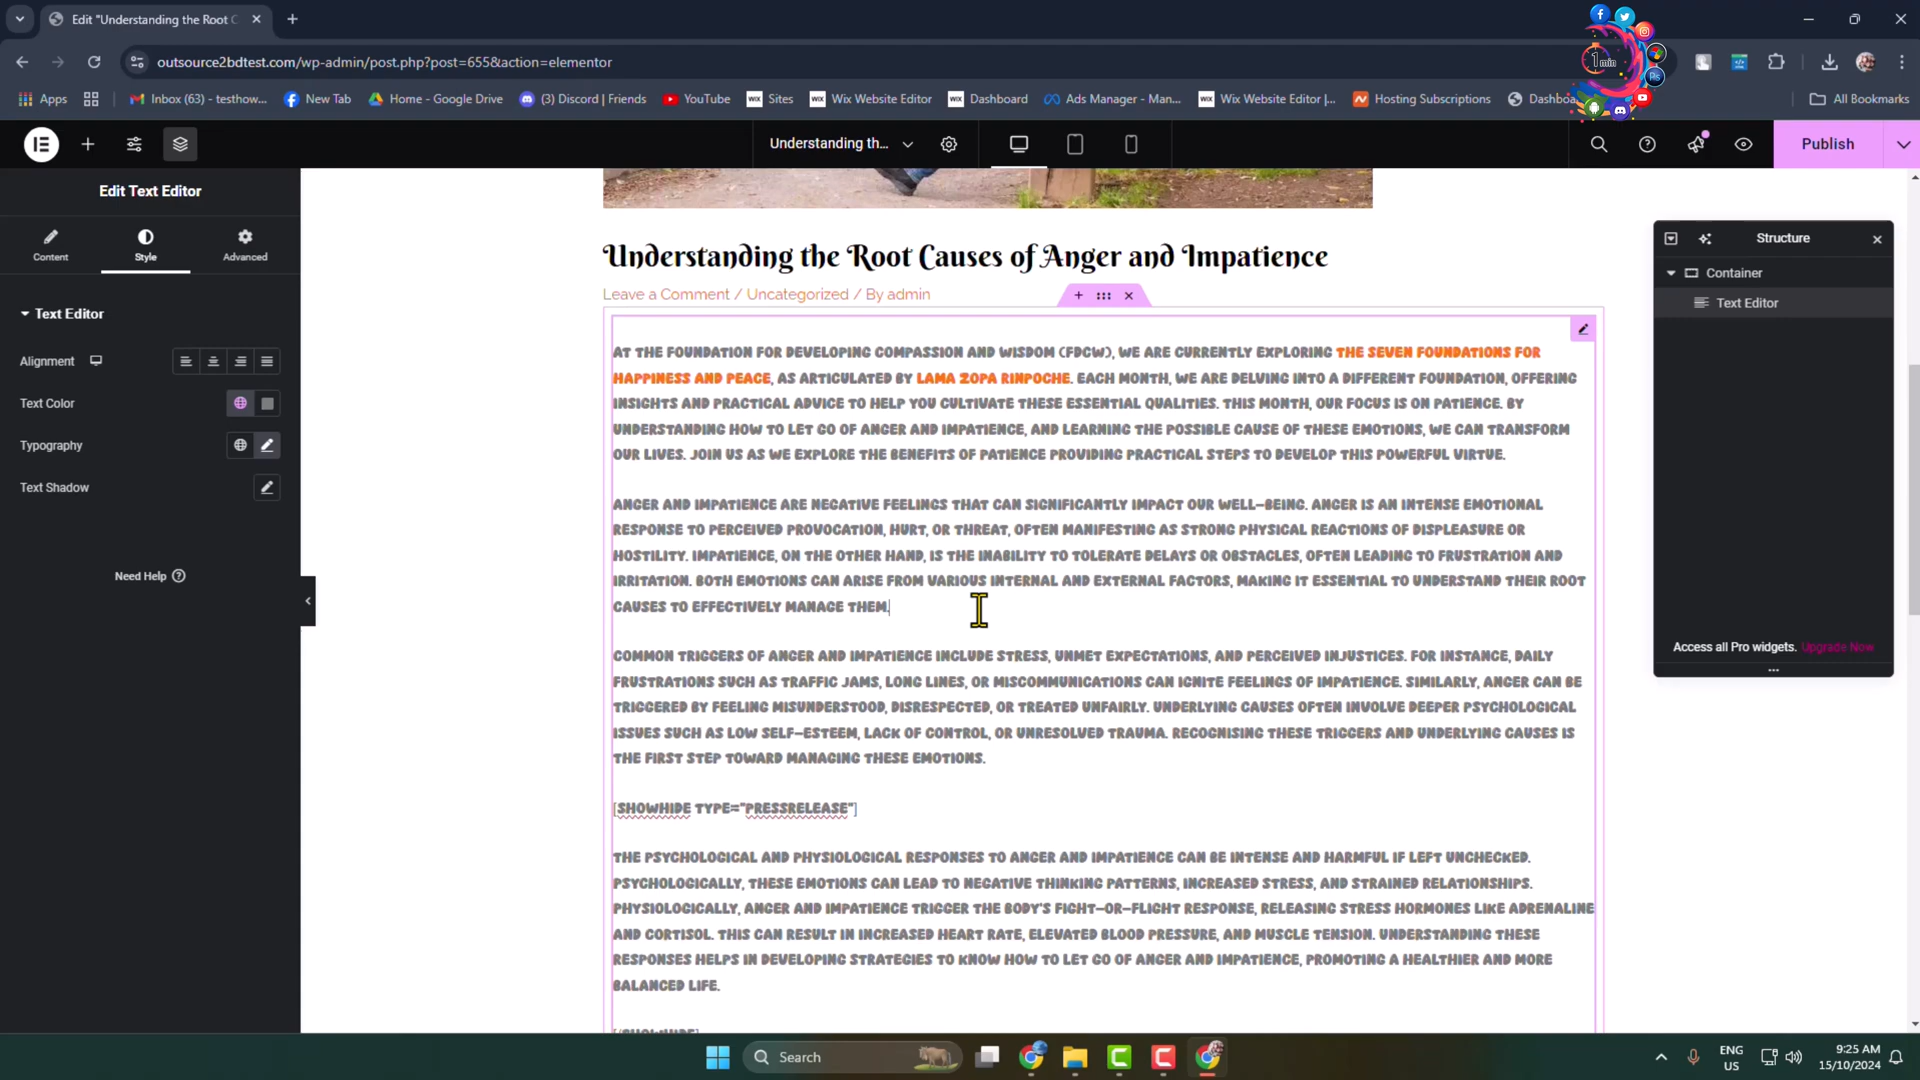 Edit "Understanding the Root C
outsource2bdtest.com/wp-admin/post.php?post=655&action=elementor
1 min
Apps
Inbox (63) - testhow...
New Tab
Home - Google Drive
(3) Discord | Friends
YouTube
Sites
Wix Website Editor
Dashboard
Ads Manager - Man...
Wix Website Editor |...
Hosting Subscriptions
Dashboa
All Bookmarks
Understanding th...
Publish
Edit Text Editor
Content
Style
Advanced
Text Editor
Alignment
Text Color
Typography
Text Shadow
Need Help
Understanding the Root Causes of Anger and Impatience
Leave a Comment / Uncategorized / By admin
AT THE FOUNDATION FOR DEVELOPING COMPASSION AND WISDOM (FDCW), WE ARE CURRENTLY EXPLORING THE SEVEN FOUNDATIONS FOR
HAPPINESS AND PEACE, AS ARTICULATED BY LAMA ZOPA RINPOCHE. EACH MONTH, WE ARE DELVING INTO A DIFFERENT FOUNDATION, OFFERING
INSIGHTS AND PRACTICAL ADVICE TO HELP YOU CULTIVATE THESE ESSENTIAL QUALITIES. THIS MONTH, OUR FOCUS IS ON PATIENCE. BY
UNDERSTANDING HOW TO LET GO OF ANGER AND IMPATIENCE, AND LEARNING THE POSSIBLE CAUSE OF THESE EMOTIONS, WE CAN TRANSFORM
OUR LIVES. JOIN US AS WE EXPLORE THE BENEFITS OF PATIENCE PROVIDING PRACTICAL STEPS TO DEVELOP THIS POWERFUL VIRTUE.
ANGER AND IMPATIENCE ARE NEGATIVE FEELINGS THAT CAN SIGNIFICANTLY IMPACT OUR WELL-BEING. ANGER IS AN INTENSE EMOTIONAL
RESPONSE TO PERCEIVED PROVOCATION, HURT, OR THREAT, OFTEN MANIFESTING AS STRONG PHYSICAL REACTIONS OF DISPLEASURE OR
HOSTILITY. IMPATIENCE, ON THE OTHER HAND, IS THE INABILITY TO TOLERATE DELAYS OR OBSTACLES, OFTEN LEADING TO FRUSTRATION AND
IRRITATION. BOTH EMOTIONS CAN ARISE FROM VARIOUS INTERNAL AND EXTERNAL FACTORS, MAKING IT ESSENTIAL TO UNDERSTAND THEIR ROOT
CAUSES TO EFFECTIVELY MANAGE THEM.
COMMON TRIGGERS OF ANGER AND IMPATIENCE INCLUDE STRESS, UNMET EXPECTATIONS, AND PERCEIVED INJUSTICES. FOR INSTANCE, DAILY
FRUSTRATIONS SUCH AS TRAFFIC JAMS, LONG LINES, OR MISCOMMUNICATIONS CAN IGNITE FEELINGS OF IMPATIENCE. SIMILARLY, ANGER CAN BE
TRIGGERED BY FEELING MISUNDERSTOOD, DISRESPECTED, OR TREATED UNFAIRLY. UNDERLYING CAUSES OFTEN INVOLVE DEEPER PSYCHOLOGICAL
ISSUES SUCH AS LOW SELF-ESTEEM, LACK OF CONTROL, OR UNRESOLVED TRAUMA. RECOGNISING THESE TRIGGERS AND UNDERLYING CAUSES IS
THE FIRST STEP TOWARD MANAGING THESE EMOTIONS.
[SHOWHIDE TYPE="PRESSRELEASE"]
THE PSYCHOLOGICAL AND PHYSIOLOGICAL RESPONSES TO ANGER AND IMPATIENCE CAN BE INTENSE AND HARMFUL IF LEFT UNCHECKED.
PSYCHOLOGICALLY, THESE EMOTIONS CAN LEAD TO NEGATIVE THINKING PATTERNS, INCREASED STRESS, AND STRAINED RELATIONSHIPS.
PHYSIOLOGICALLY, ANGER AND IMPATIENCE TRIGGER THE BODY'S FIGHT-OR-FLIGHT RESPONSE, RELEASING STRESS HORMONES LIKE ADRENALINE
AND CORTISOL. THIS CAN RESULT IN INCREASED HEART RATE, ELEVATED BLOOD PRESSURE, AND MUSCLE TENSION. UNDERSTANDING THESE
RESPONSES HELPS IN DEVELOPING STRATEGIES TO KNOW HOW TO LET GO OF ANGER AND IMPATIENCE, PROMOTING A HEALTHIER AND MORE
BALANCED LIFE.
[/SHOWHIDE]
Structure
Container
Text Editor
Access all Pro widgets. Upgrade Now
Search
ENG
US
9:25 AM
15/10/2024